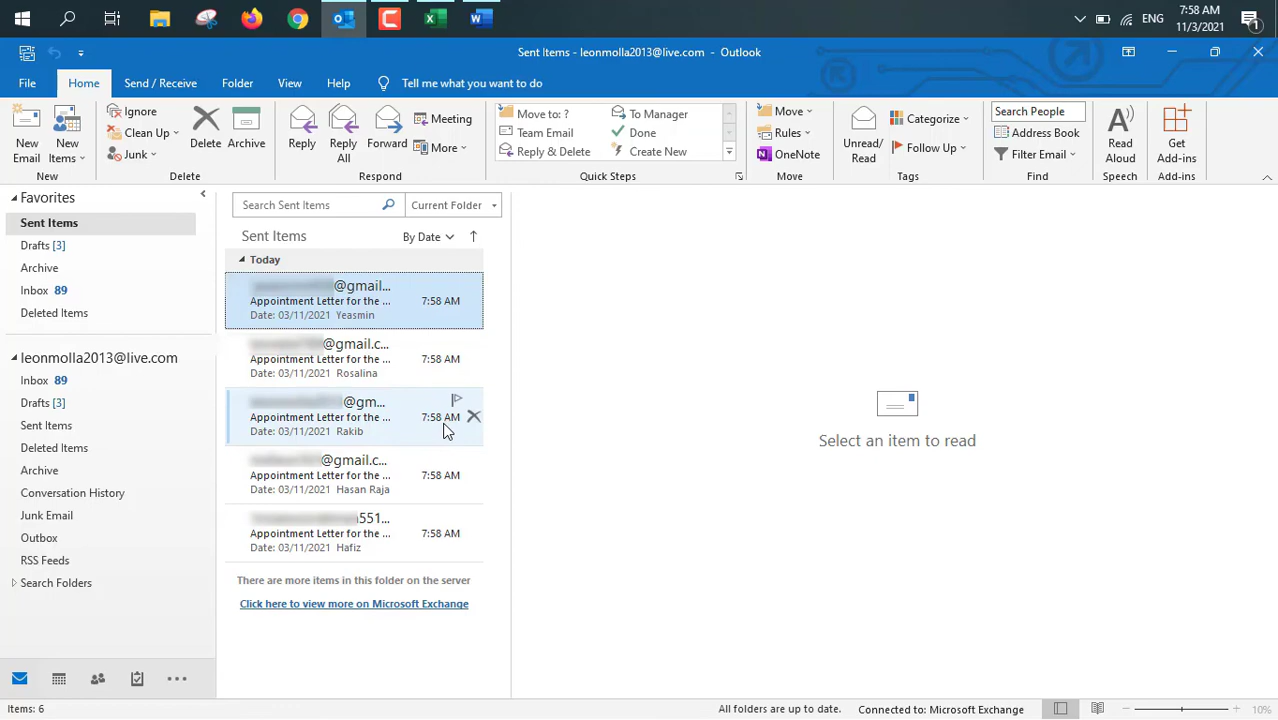 ENG
7:58 AM
11/3/2021
1
Sent Items - leonmolla2013@live.com - Outlook
File
Home
Send / Receive
Folder
View
Help
Tell me what you want to do
New Email
New Items
New
Ignore
Clean Up
Junk
Delete
Archive
Delete
Reply
Reply All
Forward
Meeting
More
Respond
Move to: ?
Team Email
Reply & Delete
To Manager
Done
Create New
Quick Steps
Move
Rules
OneNote
Move
Unread/ Read
Categorize
Follow Up
Tags
Search People
Address Book
Filter Email
Find
Read Aloud
Speech
Get Add-ins
Add-ins
Favorites
Sent Items
Drafts [3]
Archive
Inbox 89
Deleted Items
leonmolla2013@live.com
Inbox 89
Drafts [3]
Sent Items
Deleted Items
Archive
Conversation History
Junk Email
Outbox
RSS Feeds
Search Folders
Search Sent Items
Current Folder
Sent Items
By Date
Today
@gmail...
Appointment Letter for the ... 7:58 AM
Date: 03/11/2021 Yeasmin
@gmail.c...
Appointment Letter for the ... 7:58 AM
Date: 03/11/2021 Rosalina
@gm...
Appointment Letter for the ... 7:58 AM
Date: 03/11/2021 Rakib
@gmail.c...
Appointment Letter for the ... 7:58 AM
Date: 03/11/2021 Hasan Raja
551...
Appointment Letter for the ... 7:58 AM
Date: 03/11/2021 Hafiz
There are more items in this folder on the server
Click here to view more on Microsoft Exchange
Select an item to read
Items: 6
All folders are up to date.
Connected to: Microsoft Exchange
10%